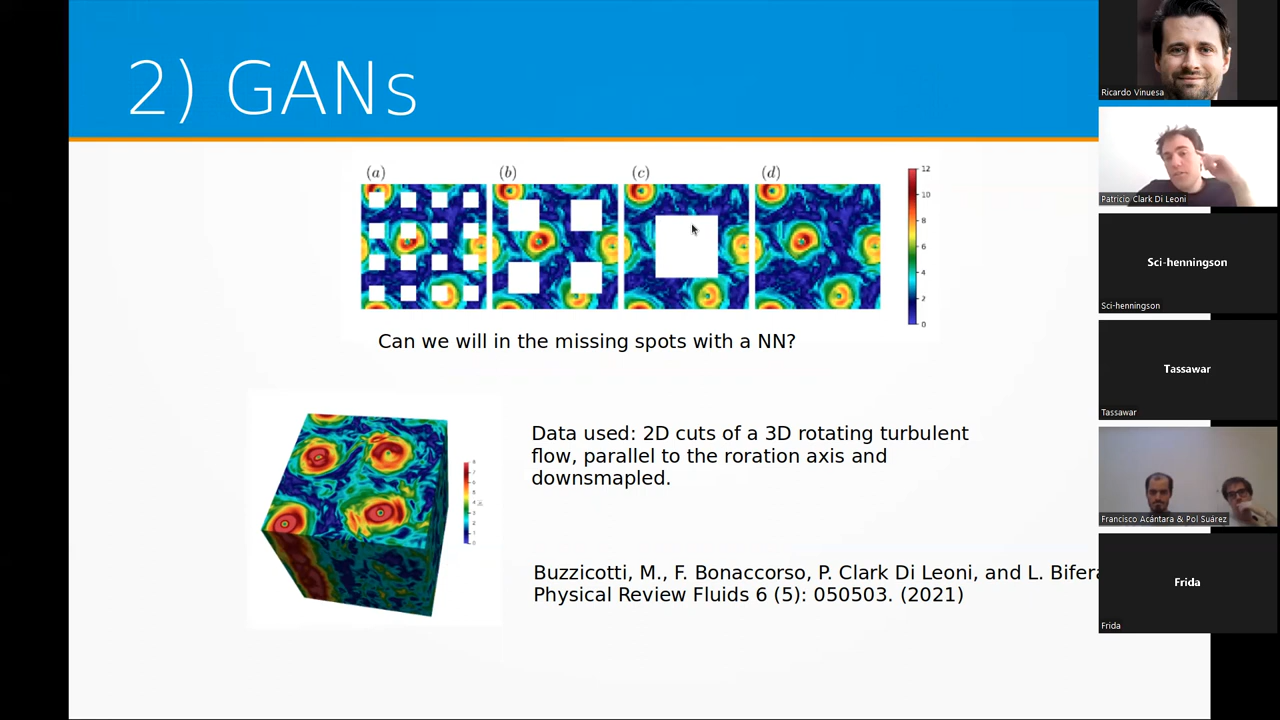 2) GANs
(a) (b) (c) (d)
12
10
8
6
4
2
0
Can we will in the missing spots with a NN?
Data used: 2D cuts of a 3D rotating turbulent
flow, parallel to the roration axis and
downsmapled.
Buzzicotti, M., F. Bonaccorso, P. Clark Di Leoni, and L. Bifera
Physical Review Fluids 6 (5): 050503. (2021)
Ricardo Vinuesa
Patricio Clark Di Leoni
Sci-henningson
Sci-henningson
Tassawar
Tassawar
Francisco Acántara & Pol Suárez
Frida
Frida